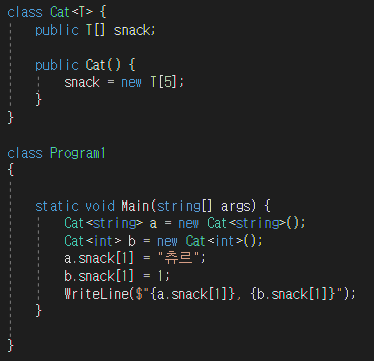 class Cat<T> {
public T[] snack;
public Cat() {
snack = new T[5];
}
}
class Program1
{
static void Main(string[] args) {
Cat<string> a = new Cat<string>();
Cat<int> b = new Cat<int>();
a.snack[1] = "츄르";
b.snack[1] = 1;
WriteLine($"{a.snack[1]}, {b.snack[1]}");
}
}